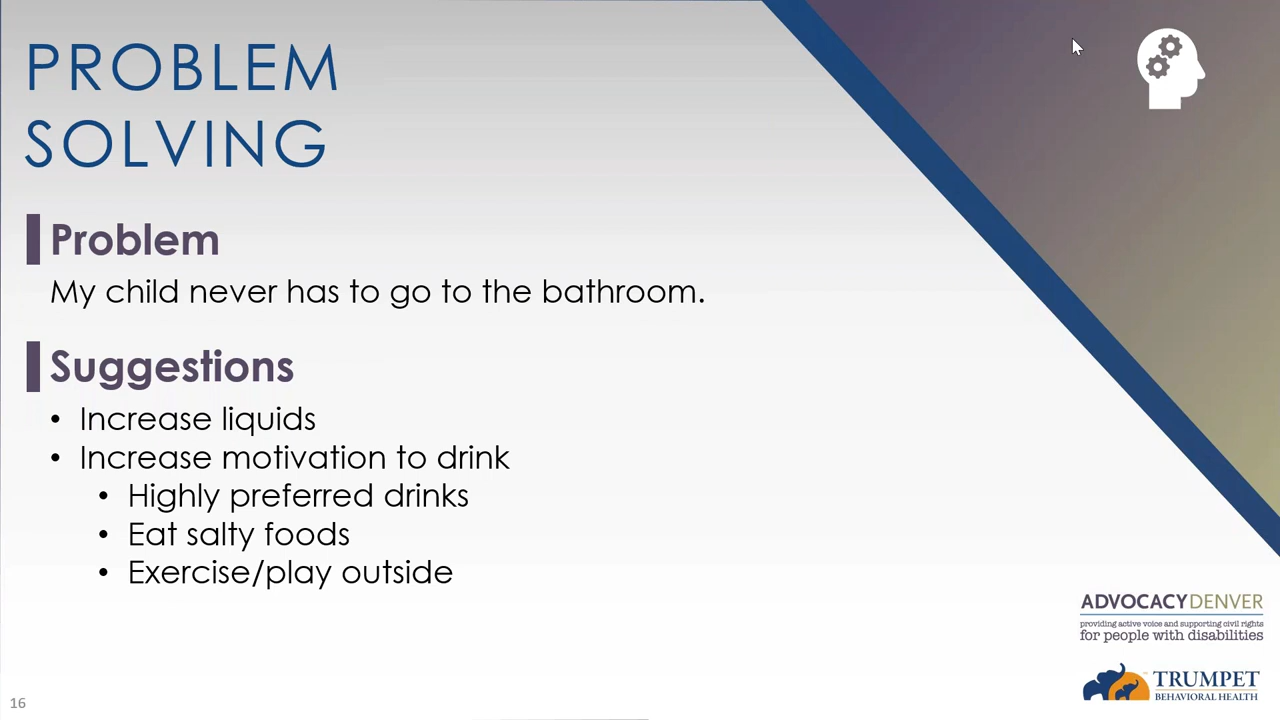 PROBLEM
SOLVING
Problem
My child never has to go to the bathroom.
Suggestions
• Increase liquids
• Increase motivation to drink
• Highly preferred drinks
• Eat salty foods
• Exercise/play outside
ADVOCACYDENVER
providing active voice and supporting civil rights
for people with disabilities
TRUMPET
BEHAVIORAL HEALTH
16